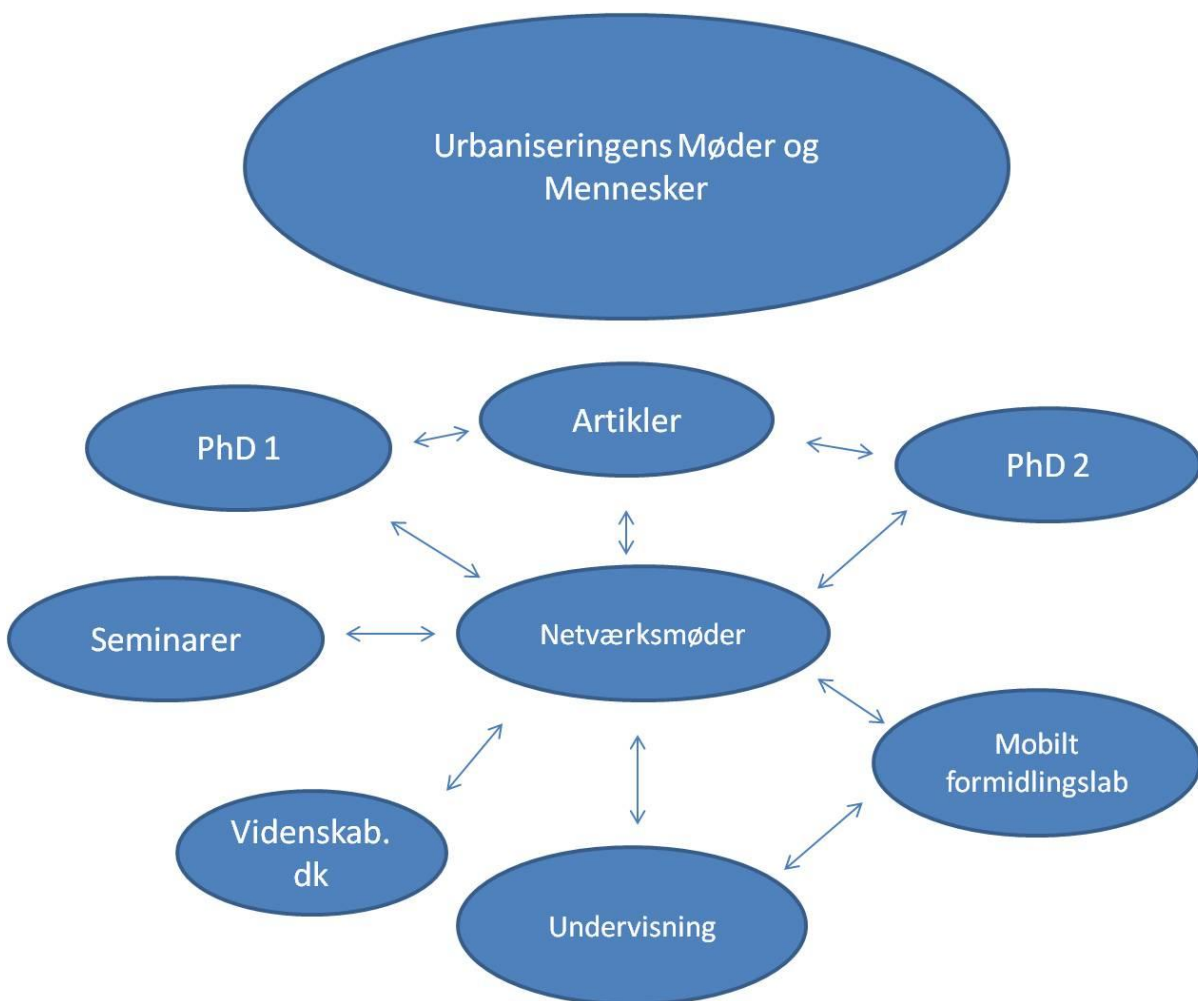 Urbaniseringens Møder og
Mennesker
Artikler
PhD 1
PhD 2
Seminarer
Netværksmøder
Mobilt
formidlingslab
Videnskab.
dk
Undervisning